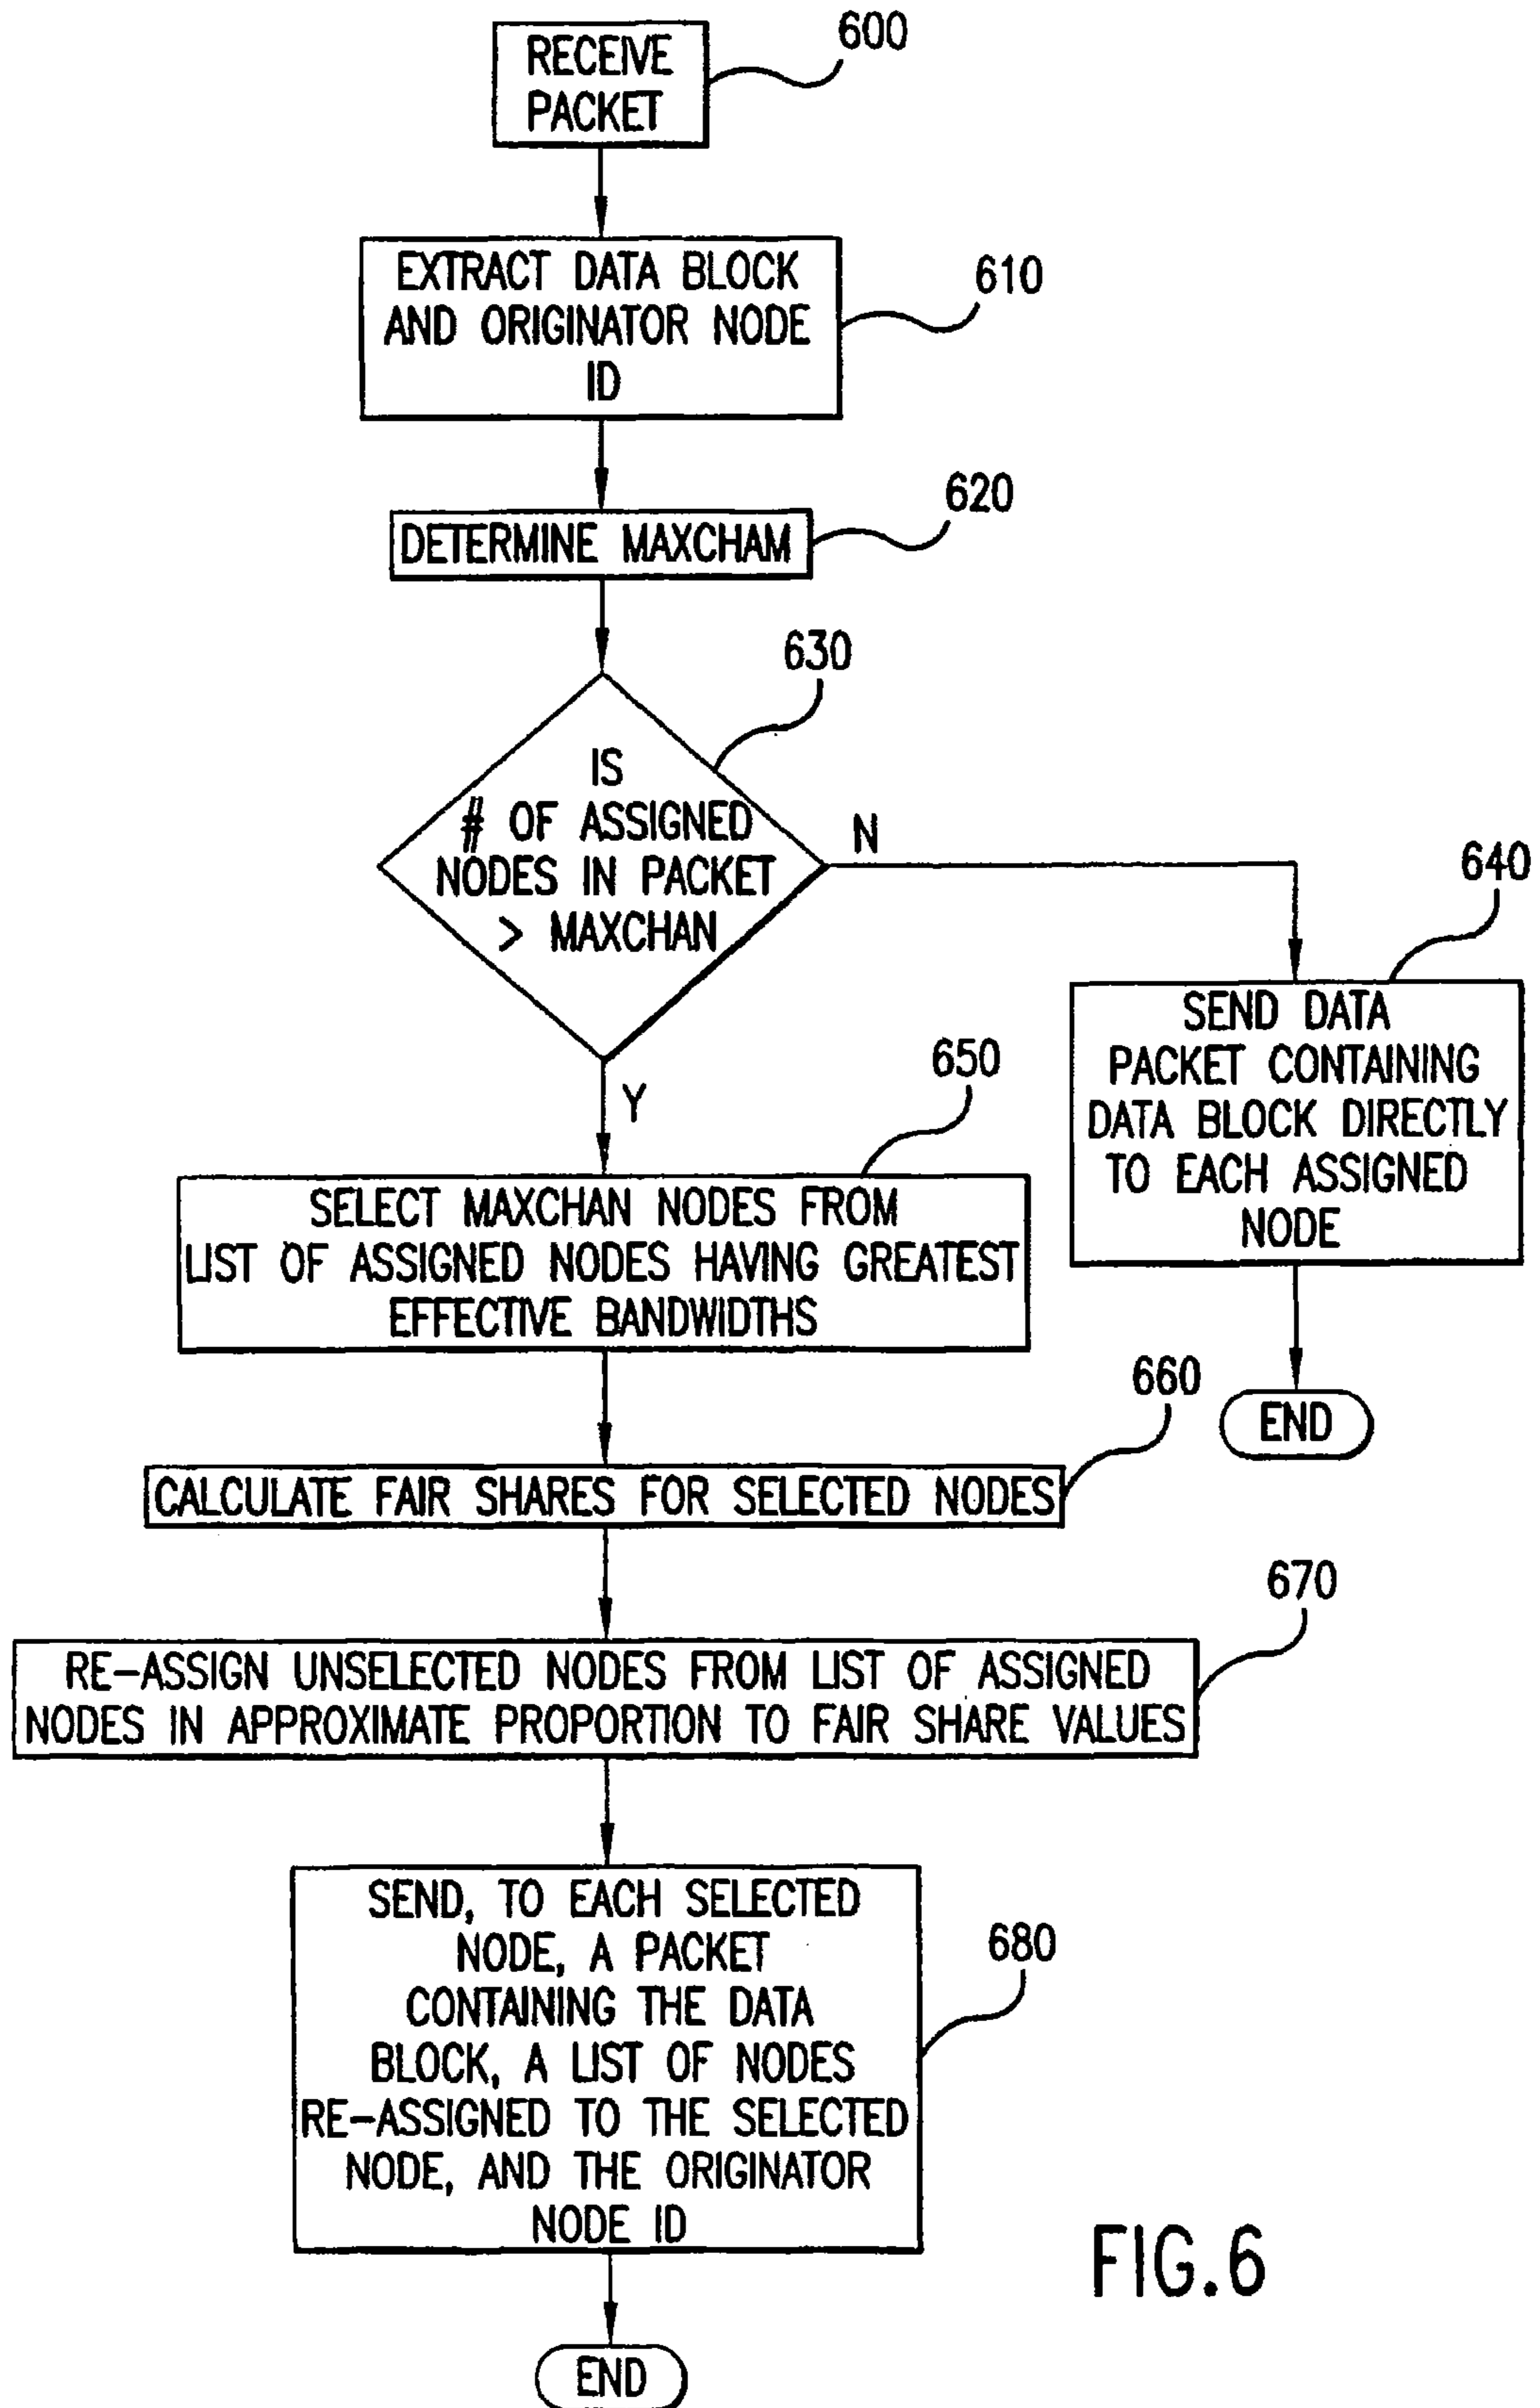 RECEIVE
PACKET
600
EXTRACT DATA BLOCK
AND ORIGINATOR NODE
ID
610
DETERMINE MAXCHAM
620
630
IS
# OF ASSIGNED
NODES IN PACKET
> MAXCHAN
N
Y
640
SEND DATA
PACKET CONTAINING
DATA BLOCK DIRECTLY
TO EACH ASSIGNED
NODE
END
650
SELECT MAXCHAN NODES FROM
LIST OF ASSIGNED NODES HAVING GREATEST
EFFECTIVE BANDWIDTHS
660
CALCULATE FAIR SHARES FOR SELECTED NODES
670
RE-ASSIGN UNSELECTED NODES FROM LIST OF ASSIGNED
NODES IN APPROXIMATE PROPORTION TO FAIR SHARE VALUES
SEND, TO EACH SELECTED
NODE, A PACKET
CONTAINING THE DATA
BLOCK, A LIST OF NODES
RE-ASSIGNED TO THE SELECTED
NODE, AND THE ORIGINATOR
NODE ID
680
END
FIG.6